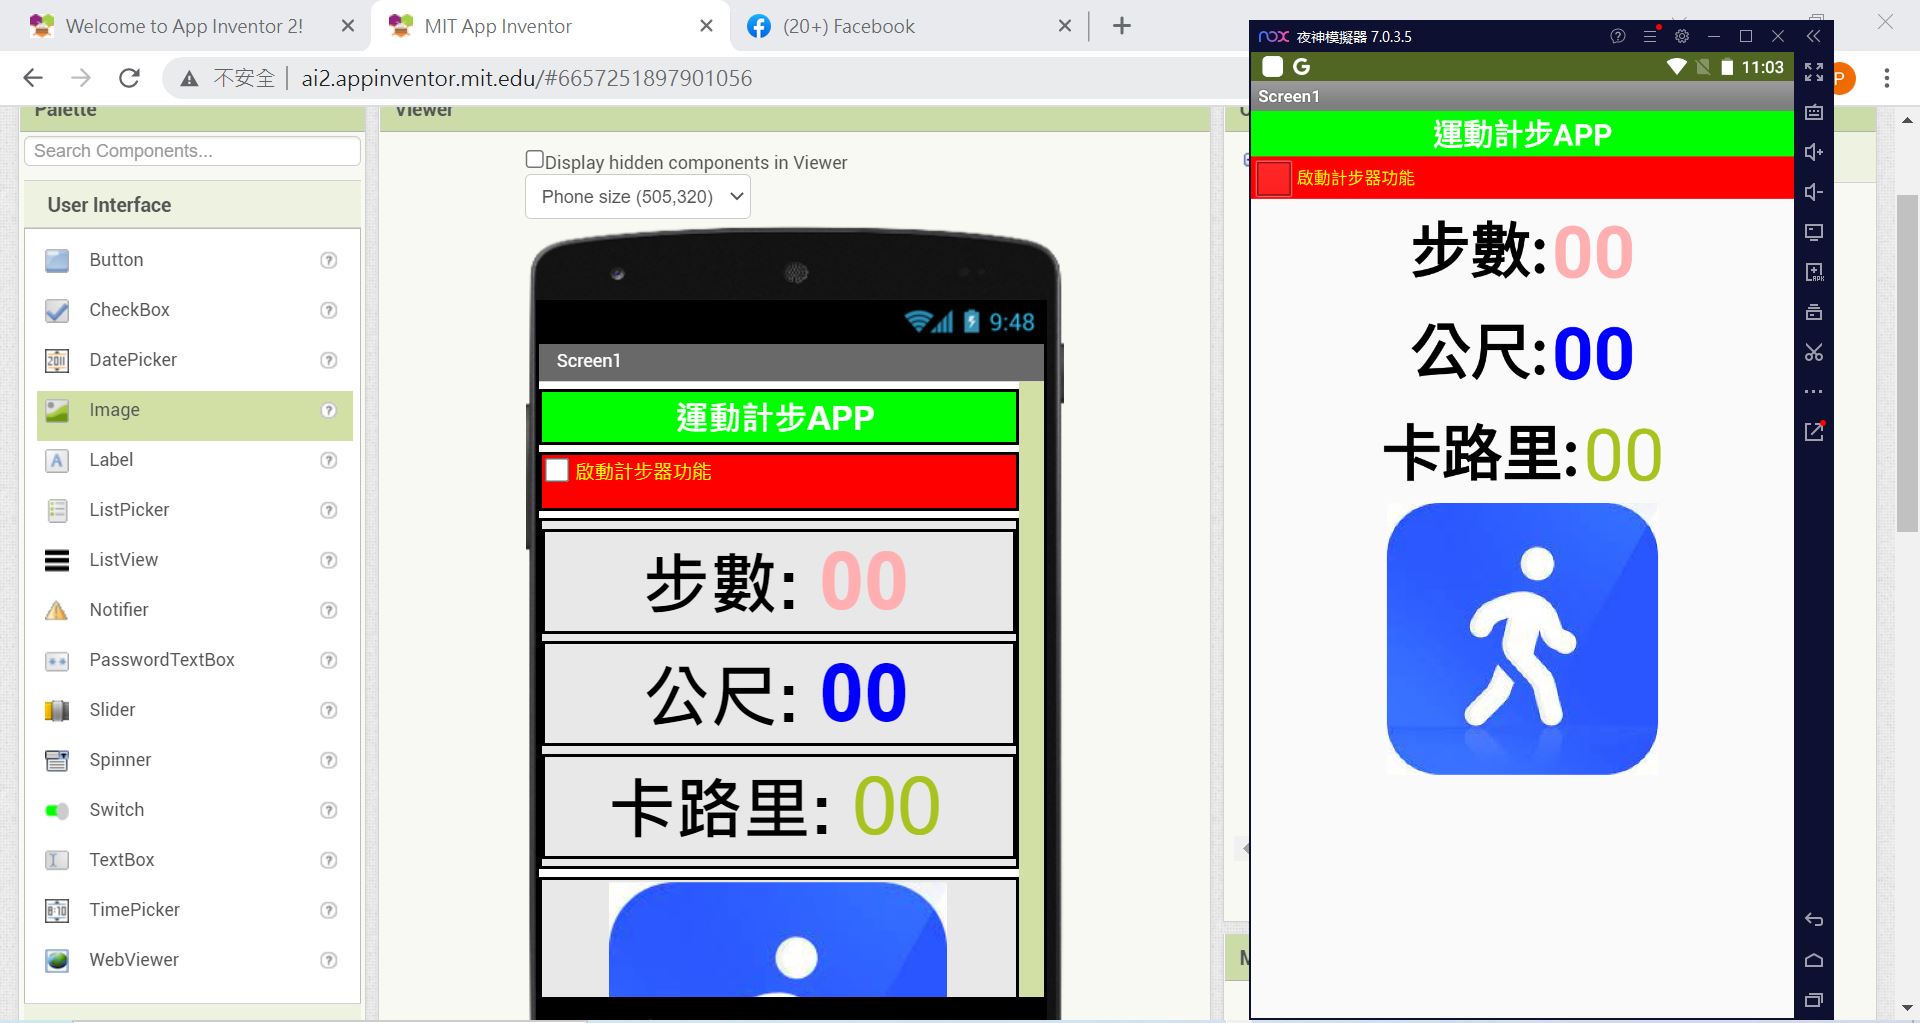 Welcome to App Inventor 2!
MIT App Inventor
(20+) Facebook
不安全
ai2.appinventor.mit.edu/#6657251897901056
Palette
Search Components...
User Interface
Button
CheckBox
DatePicker
Image
Label
ListPicker
ListView
Notifier
PasswordTextBox
Slider
Spinner
Switch
TextBox
TimePicker
WebViewer
Viewer
Display hidden components in Viewer
Phone size (505,320)
9:48
Screen1
運動計步APP
啟動計步器功能
步數: 00
公尺: 00
卡路里: 00
nox 夜神模擬器 7.0.3.5
G
11:03
Screen1
運動計步APP
啟動計步器功能
步數:00
公尺:00
卡路里:00
P